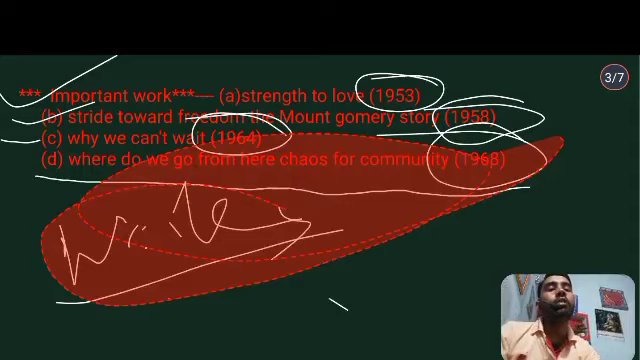 *** Important work***---- (a)strength to love (1953)
(b) stride toward freedom the Mount gomery story (1958)
(c) why we can't wait (1964)
(d) where do we go from here chaos for community (1968)
3/7